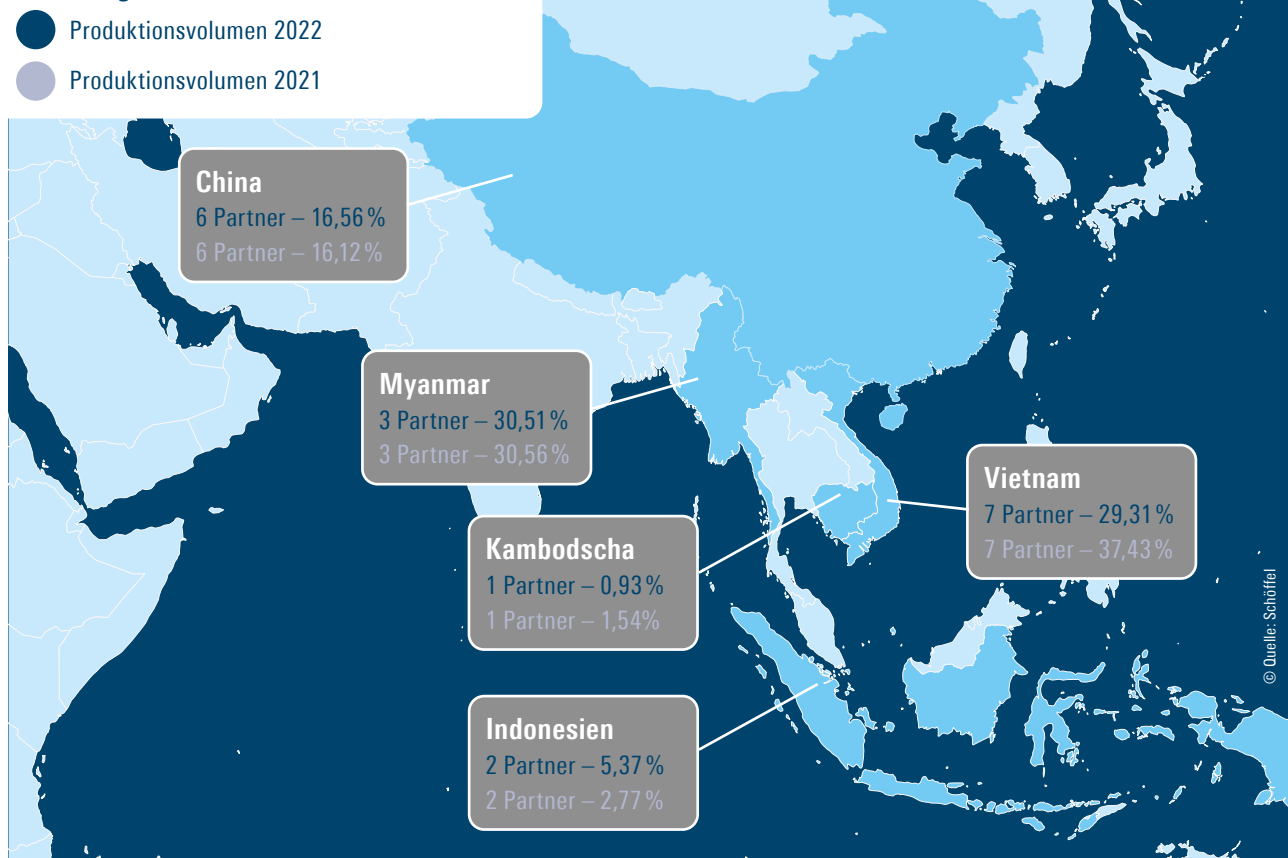 Produktionsvolumen 2022
Produktionsvolumen 2021
China
6 Partner – 16,56 %
6 Partner – 16,12 %
Myanmar
3 Partner – 30,51 %
3 Partner – 30,56 %
Vietnam
7 Partner – 29,31 %
7 Partner – 37,43 %
Kambodscha
1 Partner – 0,93 %
1 Partner – 1,54%
Indonesien
2 Partner – 5,37 %
2 Partner – 2,77 %
© Quelle: Schöffel